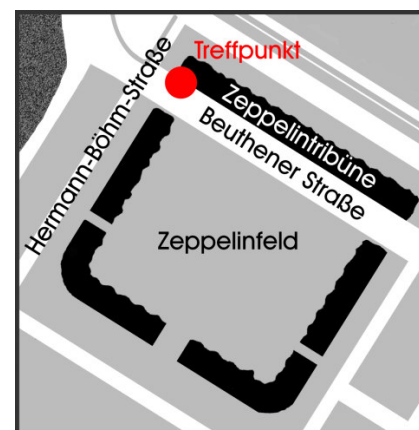 Treffpunkt
Zeppelintribüne
Beuthener Straße
Hermann-Böhm-Straße
Zeppelinfeld